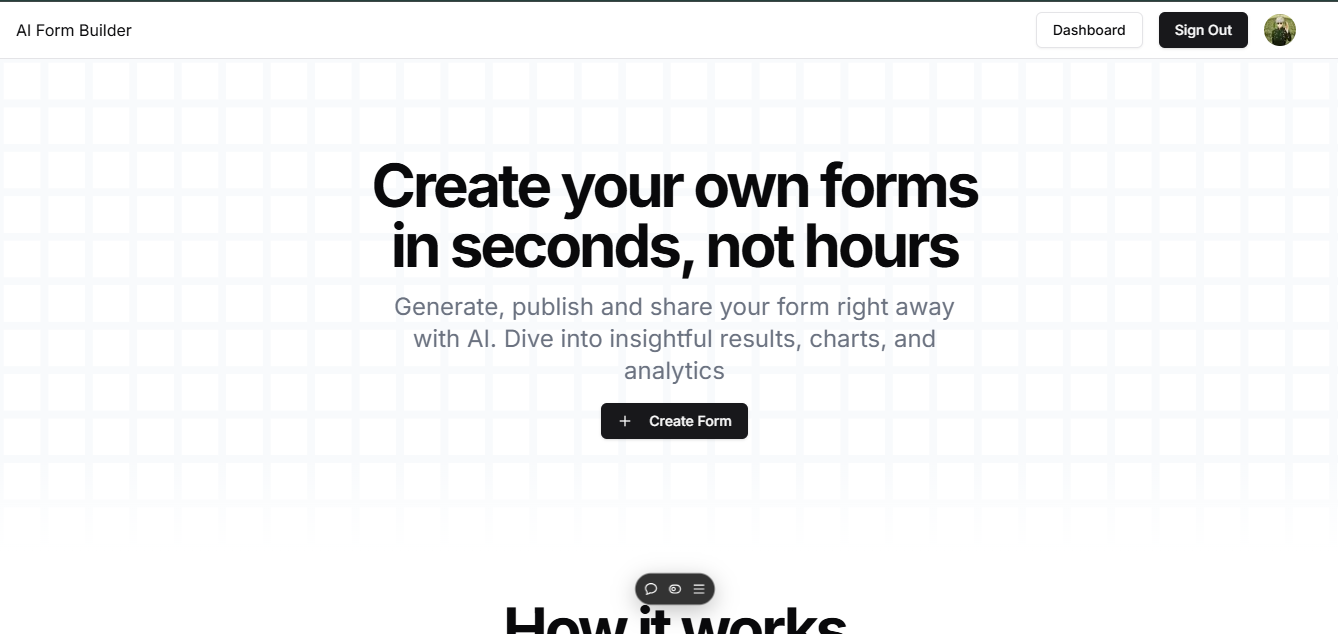 AI Form Builder
Dashboard
Sign Out
Create your own forms
in seconds, not hours
Generate, publish and share your form right away
with AI. Dive into insightful results, charts, and
analytics
Create Form
How it works